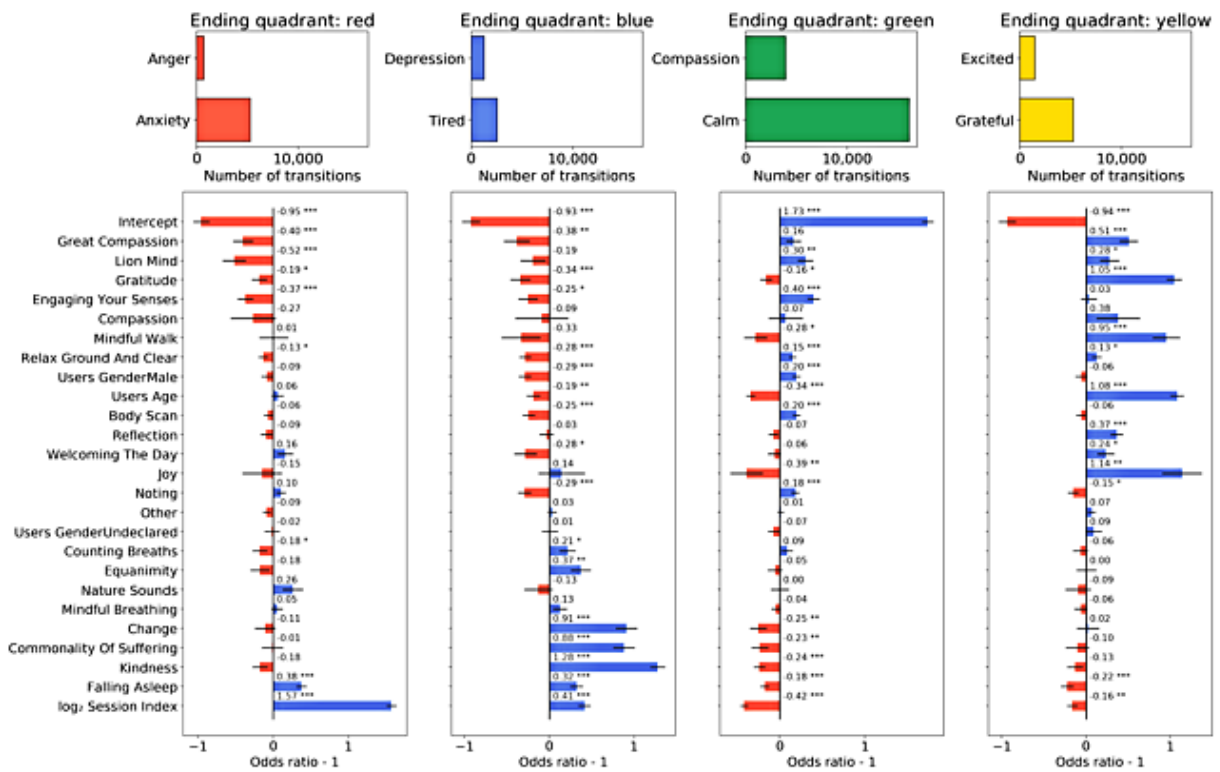 Ending quadrant: red
Anger
Anxiety
0 10,000
Number of transitions
Ending quadrant: blue
Depression
Tired
0 10,000
Number of transitions
Ending quadrant: green
Compassion
Calm
0 10,000
Number of transitions
Ending quadrant: yellow
Excited
Grateful
0 10,000
Number of transitions
Intercept -0.95 *** -0.93 *** 1.73 *** -0.94 ***
Great Compassion -0.40 *** -0.38 ** 0.16 0.51 ***
Lion Mind -0.52 *** -0.19 0.30 ** 0.28 *
Gratitude -0.19 * -0.34 *** -0.16 * 1.05 ***
Engaging Your Senses -0.37 *** -0.25 * 0.40 *** 0.03
Compassion -0.27 -0.09 0.07 0.38
Mindful Walk 0.01 -0.33 -0.28 * 0.95 ***
Relax Ground And Clear -0.13 * -0.28 *** 0.15 *** 0.13 *
Users GenderMale -0.09 -0.29 *** 0.20 *** -0.06
Users Age 0.06 -0.19 ** -0.34 *** 1.08 ***
Body Scan -0.06 -0.25 *** 0.20 *** -0.06
Reflection -0.09 -0.03 -0.07 0.37 ***
Welcoming The Day 0.16 -0.28 * -0.06 0.24 *
Joy -0.15 0.14 -0.39 ** 1.14 **
Noting 0.10 -0.29 *** 0.18 *** -0.15 *
Other -0.09 0.03 0.01 0.07
Users GenderUndeclared -0.02 0.01 -0.07 0.09
Counting Breaths -0.18 * 0.21 * 0.09 -0.06
Equanimity -0.18 0.37 ** -0.05 0.00
Nature Sounds 0.26 -0.13 0.00 -0.09
Mindful Breathing 0.05 0.13 -0.04 -0.06
Change -0.11 0.91 *** -0.25 ** 0.02
Commonality Of Suffering -0.01 0.88 *** -0.23 ** -0.10
Kindness -0.18 1.28 *** -0.24 *** -0.13
Falling Asleep 0.38 *** 0.32 *** -0.18 *** -0.22 ***
log₂ Session Index 1.57 *** 0.41 *** -0.42 *** -0.16 **
−1 0 1
Odds ratio - 1
−1 0 1
Odds ratio - 1
0 1
Odds ratio - 1
−1 0 1
Odds ratio - 1